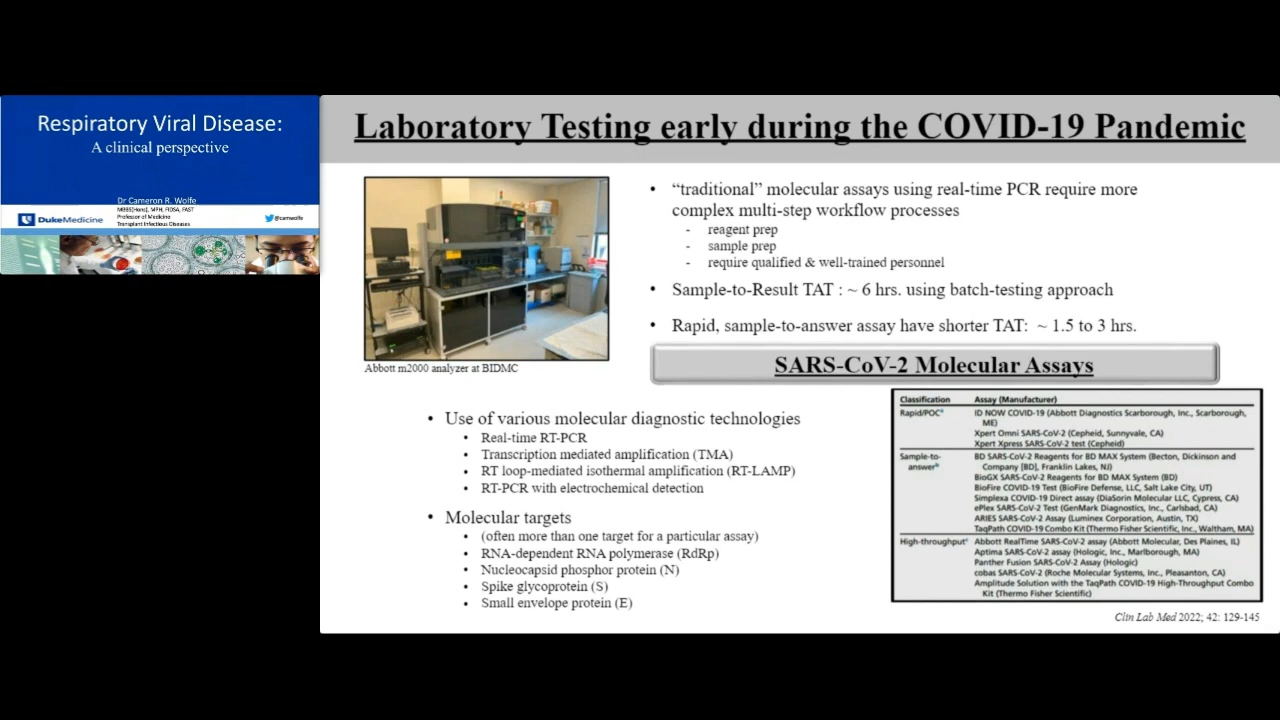 Respiratory Viral Disease:
A clinical perspective
Dr Cameron R. Wolfe
MBBS(Hons), MPH, FIDSA, FAST
Professor of Medicine
Transplant Infectious Diseases
DukeMedicine
@camwolfe
Laboratory Testing early during the COVID-19 Pandemic
Abbott m2000 analyzer at BIDMC
• “traditional” molecular assays using real-time PCR require more
complex multi-step workflow processes
- reagent prep
- sample prep
- require qualified & well-trained personnel
• Sample-to-Result TAT : ~ 6 hrs. using batch-testing approach
• Rapid, sample-to-answer assay have shorter TAT: ~ 1.5 to 3 hrs.
SARS-CoV-2 Molecular Assays
• Use of various molecular diagnostic technologies
• Real-time RT-PCR
• Transcription mediated amplification (TMA)
• RT loop-mediated isothermal amplification (RT-LAMP)
• RT-PCR with electrochemical detection
• Molecular targets
• (often more than one target for a particular assay)
• RNA-dependent RNA polymerase (RdRp)
• Nucleocapsid phosphor protein (N)
• Spike glycoprotein (S)
• Small envelope protein (E)
Classification Assay (Manufacturer)
Rapid/POCᵃ ID NOW COVID-19 (Abbott Diagnostics Scarborough, Inc., Scarborough,
ME)
Xpert Omni SARS-CoV-2 (Cepheid, Sunnyvale, CA)
Xpert Xpress SARS-CoV-2 test (Cepheid)
Sample-to- BD SARS-CoV-2 Reagents for BD MAX System (Becton, Dickinson and
answerᵇ Company [BD], Franklin Lakes, NJ)
BioGX SARS-CoV-2 Reagents for BD MAX System (BD)
BioFire COVID-19 Test (BioFire Defense, LLC, Salt Lake City, UT)
Simplexa COVID-19 Direct assay (DiaSorin Molecular LLC, Cypress, CA)
ePlex SARS-CoV-2 Test (GenMark Diagnostics, Inc., Carlsbad, CA)
ARIES SARS-CoV-2 Assay (Luminex Corporation, Austin, TX)
TaqPath COVID-19 Combo Kit (Thermo Fisher Scientific, Inc., Waltham, MA)
High-throughputᶜ Abbott RealTime SARS-CoV-2 assay (Abbott Molecular, Des Plaines, IL)
Aptima SARS-CoV-2 assay (Hologic, Inc., Marlborough, MA)
Panther Fusion SARS-CoV-2 Assay (Hologic)
cobas SARS-CoV-2 (Roche Molecular Systems, Inc., Pleasanton, CA)
Amplitude Solution with the TaqPath COVID-19 High-Throughput Combo
Kit (Thermo Fisher Scientific)
Clin Lab Med 2022; 42: 129-145